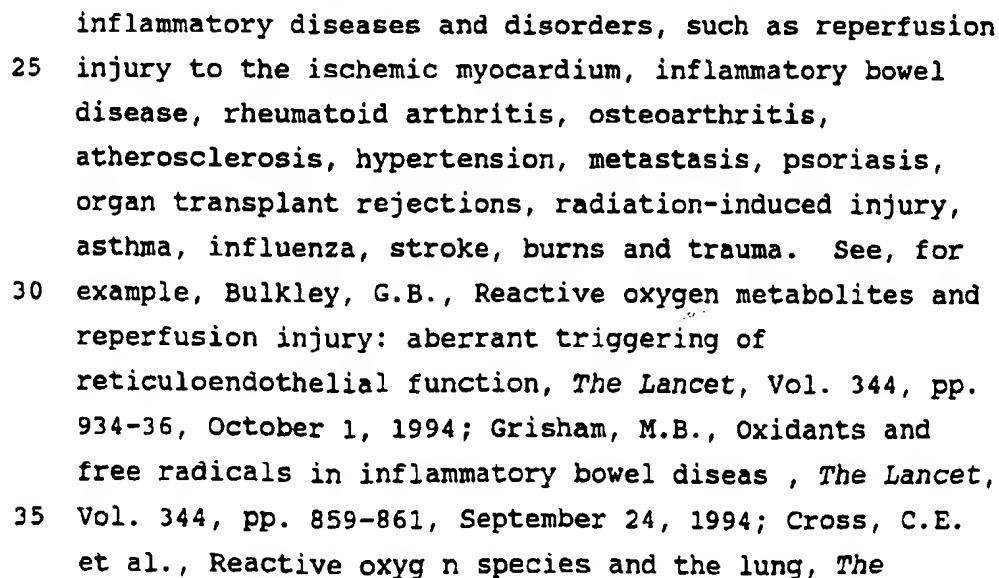 inflammatory diseases and disorders, such as reperfusion
25 injury to the ischemic myocardium, inflammatory bowel
disease, rheumatoid arthritis, osteoarthritis,
atherosclerosis, hypertension, metastasis, psoriasis,
organ transplant rejections, radiation-induced injury,
asthma, influenza, stroke, burns and trauma. See, for
30 example, Bulkley, G.B., Reactive oxygen metabolites and
reperfusion injury: aberrant triggering of
reticuloendothelial function, The Lancet, Vol. 344, pp.
934-36, October 1, 1994; Grisham, M.B., Oxidants and
free radicals in inflammatory bowel diseas , The Lancet,
35 Vol. 344, pp. 859-861, September 24, 1994; Cross, C.E.
et al., Reactive oxyg n species and the lung, The